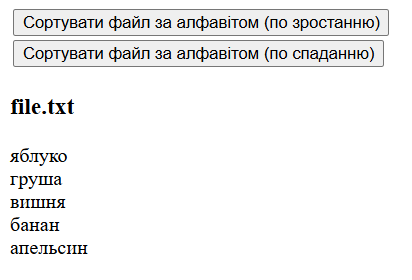 Сортувати файл за алфавітом (по зростанню)
Сортувати файл за алфавітом (по спаданню)
file.txt
яблуко
груша
вишня
банан
апельсин